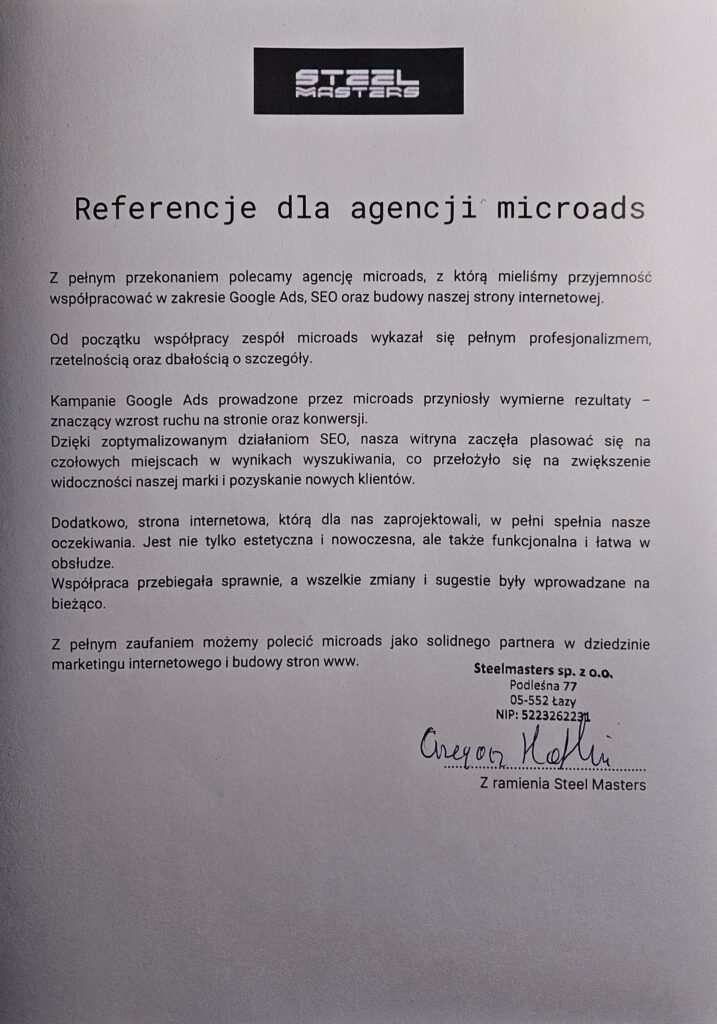 STEEL
MASTERS
Referencje dla agencji microads
Z pełnym przekonaniem polecamy agencję microads, z którą mieliśmy przyjemność
współpracować w zakresie Google Ads, SEO oraz budowy naszej strony internetowej.
Od początku współpracy zespół microads wykazał się pełnym profesjonalizmem,
rzetelnością oraz dbałością o szczegóły.
Kampanie Google Ads prowadzone przez microads przyniosły wymierne rezultaty –
znaczący wzrost ruchu na stronie oraz konwersji.
Dzięki zoptymalizowanym działaniom SEO, nasza witryna zaczęła plasować się na
czołowych miejscach w wynikach wyszukiwania, co przełożyło się na zwiększenie
widoczności naszej marki i pozyskanie nowych klientów.
Dodatkowo, strona internetowa, którą dla nas zaprojektowali, w pełni spełnia nasze
oczekiwania. Jest nie tylko estetyczna i nowoczesna, ale także funkcjonalna i łatwa w
obsłudze.
Współpraca przebiegała sprawnie, a wszelkie zmiany i sugestie były wprowadzane na
bieżąco.
Z pełnym zaufaniem możemy polecić microads jako solidnego partnera w dziedzinie
marketingu internetowego i budowy stron www.
Steelmasters sp. z o.o.
Podleśna 77
05-552 Łazy
NIP: 5223262231
Z ramienia Steel Masters